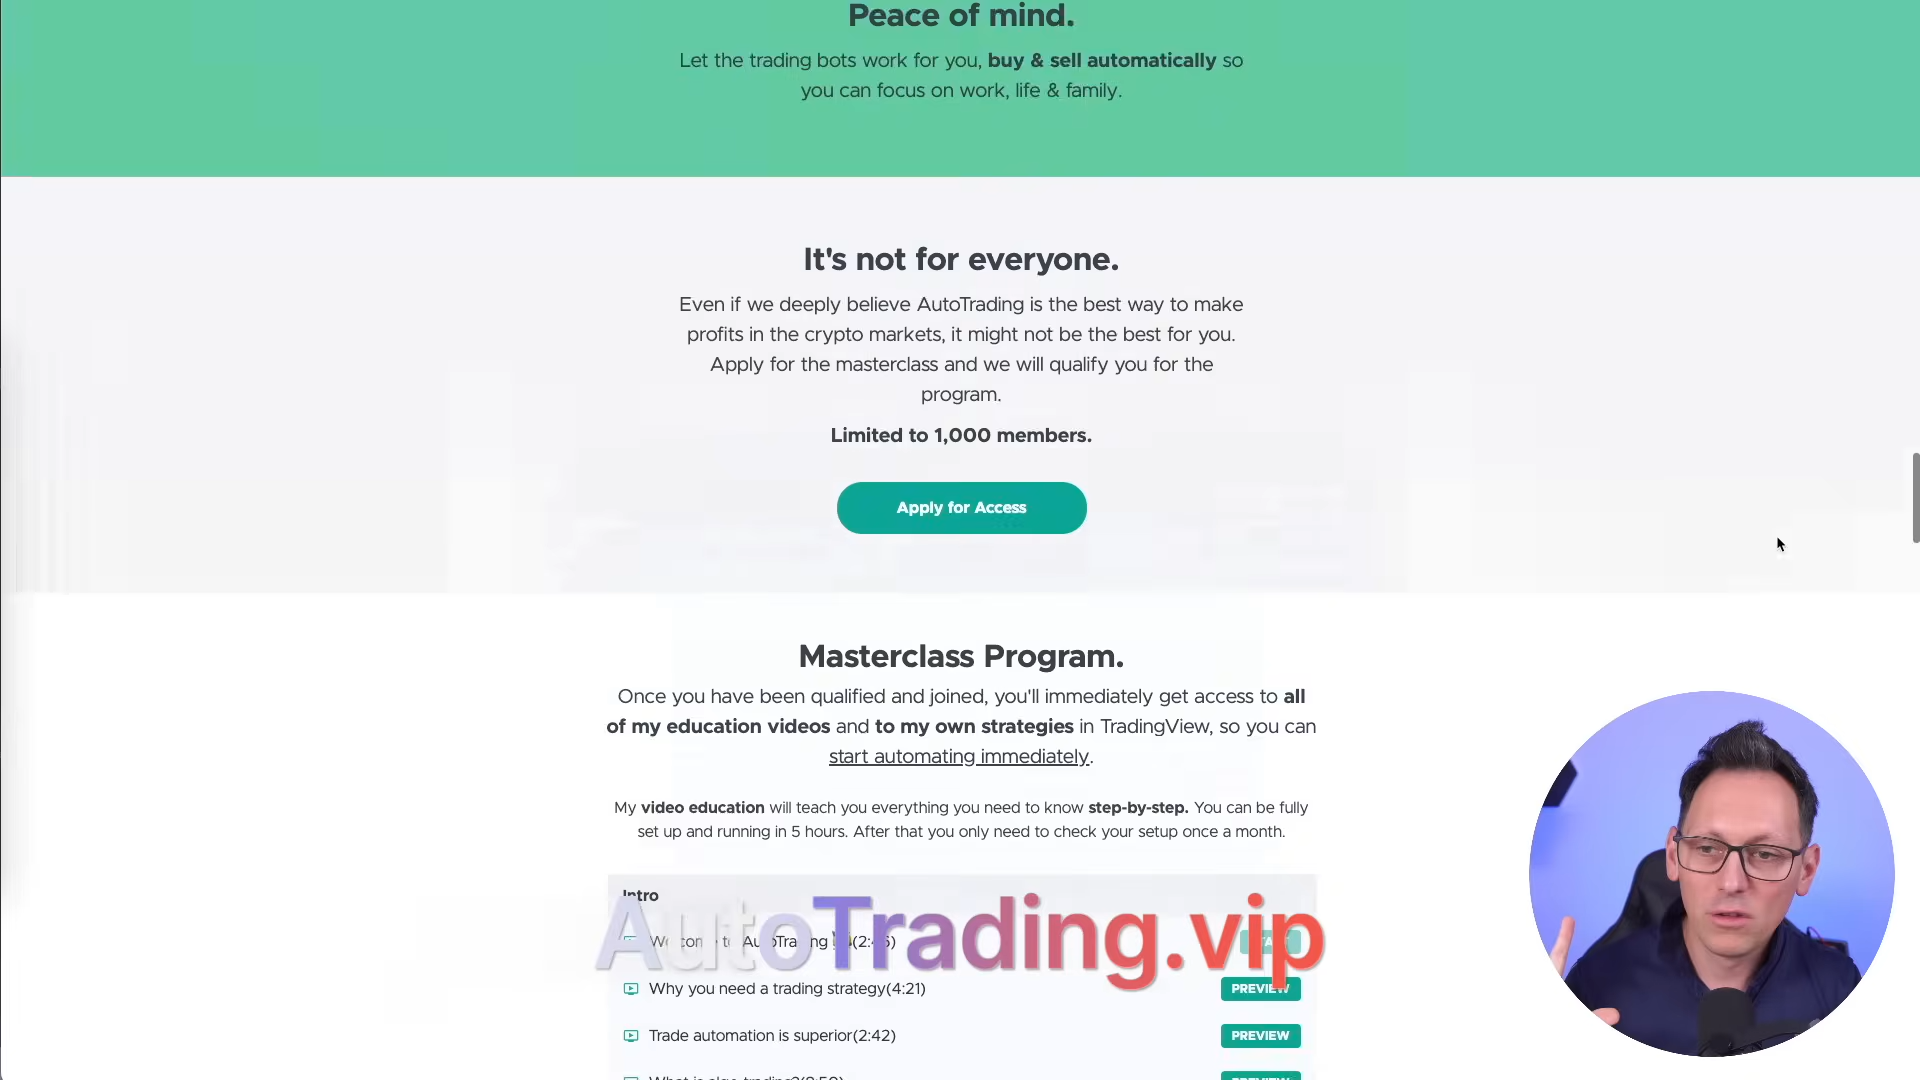 Peace of mind.
Let the trading bots work for you, buy & sell automatically so
you can focus on work, life & family.
It's not for everyone.
Even if we deeply believe AutoTrading is the best way to make
profits in the crypto markets, it might not be the best for you.
Apply for the masterclass and we will qualify you for the
program.
Limited to 1,000 members.
Apply for Access
Masterclass Program.
Once you have been qualified and joined, you'll immediately get access to all
of my education videos and to my own strategies in TradingView, so you can
start automating immediately.
My video education will teach you everything you need to know step-by-step. You can be fully
set up and running in 5 hours. After that you only need to check your setup once a month.
Intro
AutoTrading.vip
Welcome to AutoTrading
Why you need a trading strategy(4:21)
PREVIEW
Trade automation is superior(2:42)
PREVIEW